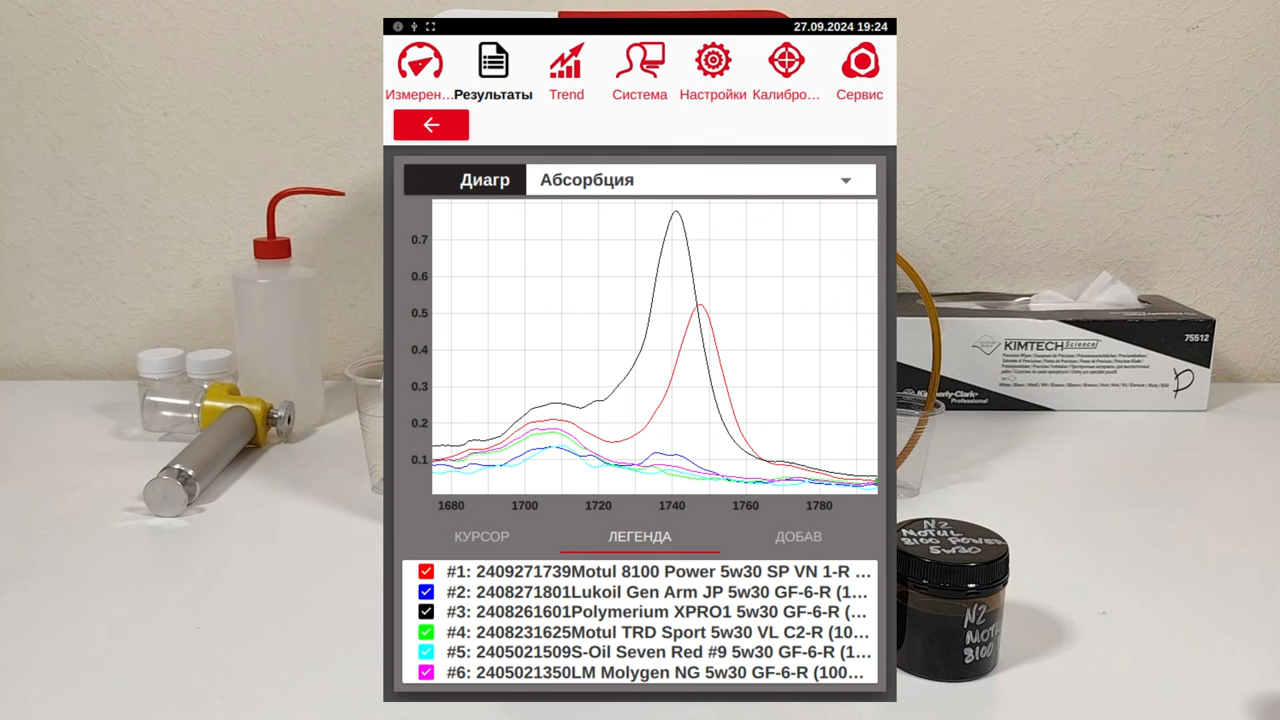 27.09.2024 19:24
Измерен... Результаты Trend Система Настройки Калибро... Сервис
Диагр Абсорбция
0.7
0.6
0.5
0.4
0.3
0.2
0.1
1680 1700 1720 1740 1760 1780
КУРСОР ЛЕГЕНДА ДОБАВ
#1: 2409271739Motul 8100 Power 5w30 SP VN 1-R ...
#2: 2408271801Lukoil Gen Arm JP 5w30 GF-6-R (1...
#3: 2408261601Polymerium XPRO1 5w30 GF-6-R (...
#4: 2408231625Motul TRD Sport 5w30 VL C2-R (10...
#5: 2405021509S-Oil Seven Red #9 5w30 GF-6-R (1...
#6: 2405021350LM Molygen NG 5w30 GF-6-R (100...
75512
KIMTECH Science
Kimberly-Clark
Professional
P
N2
MOTUL
8100 POWER
5w30
N2
MOTU
8100